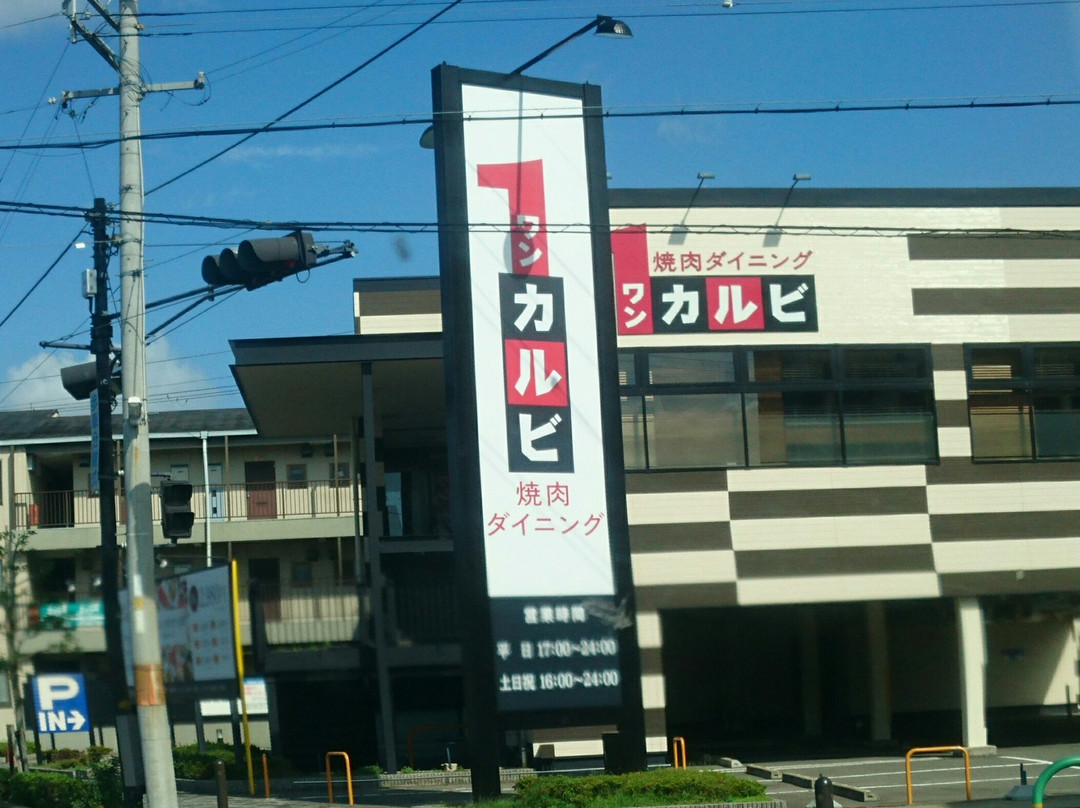 1
ワン
カルビ
焼肉
ダイニング
営業時間
平 日 17:00〜24:00
土日祝 16:00〜24:00
焼肉ダイニング
1
ワン
カルビ
P
IN→